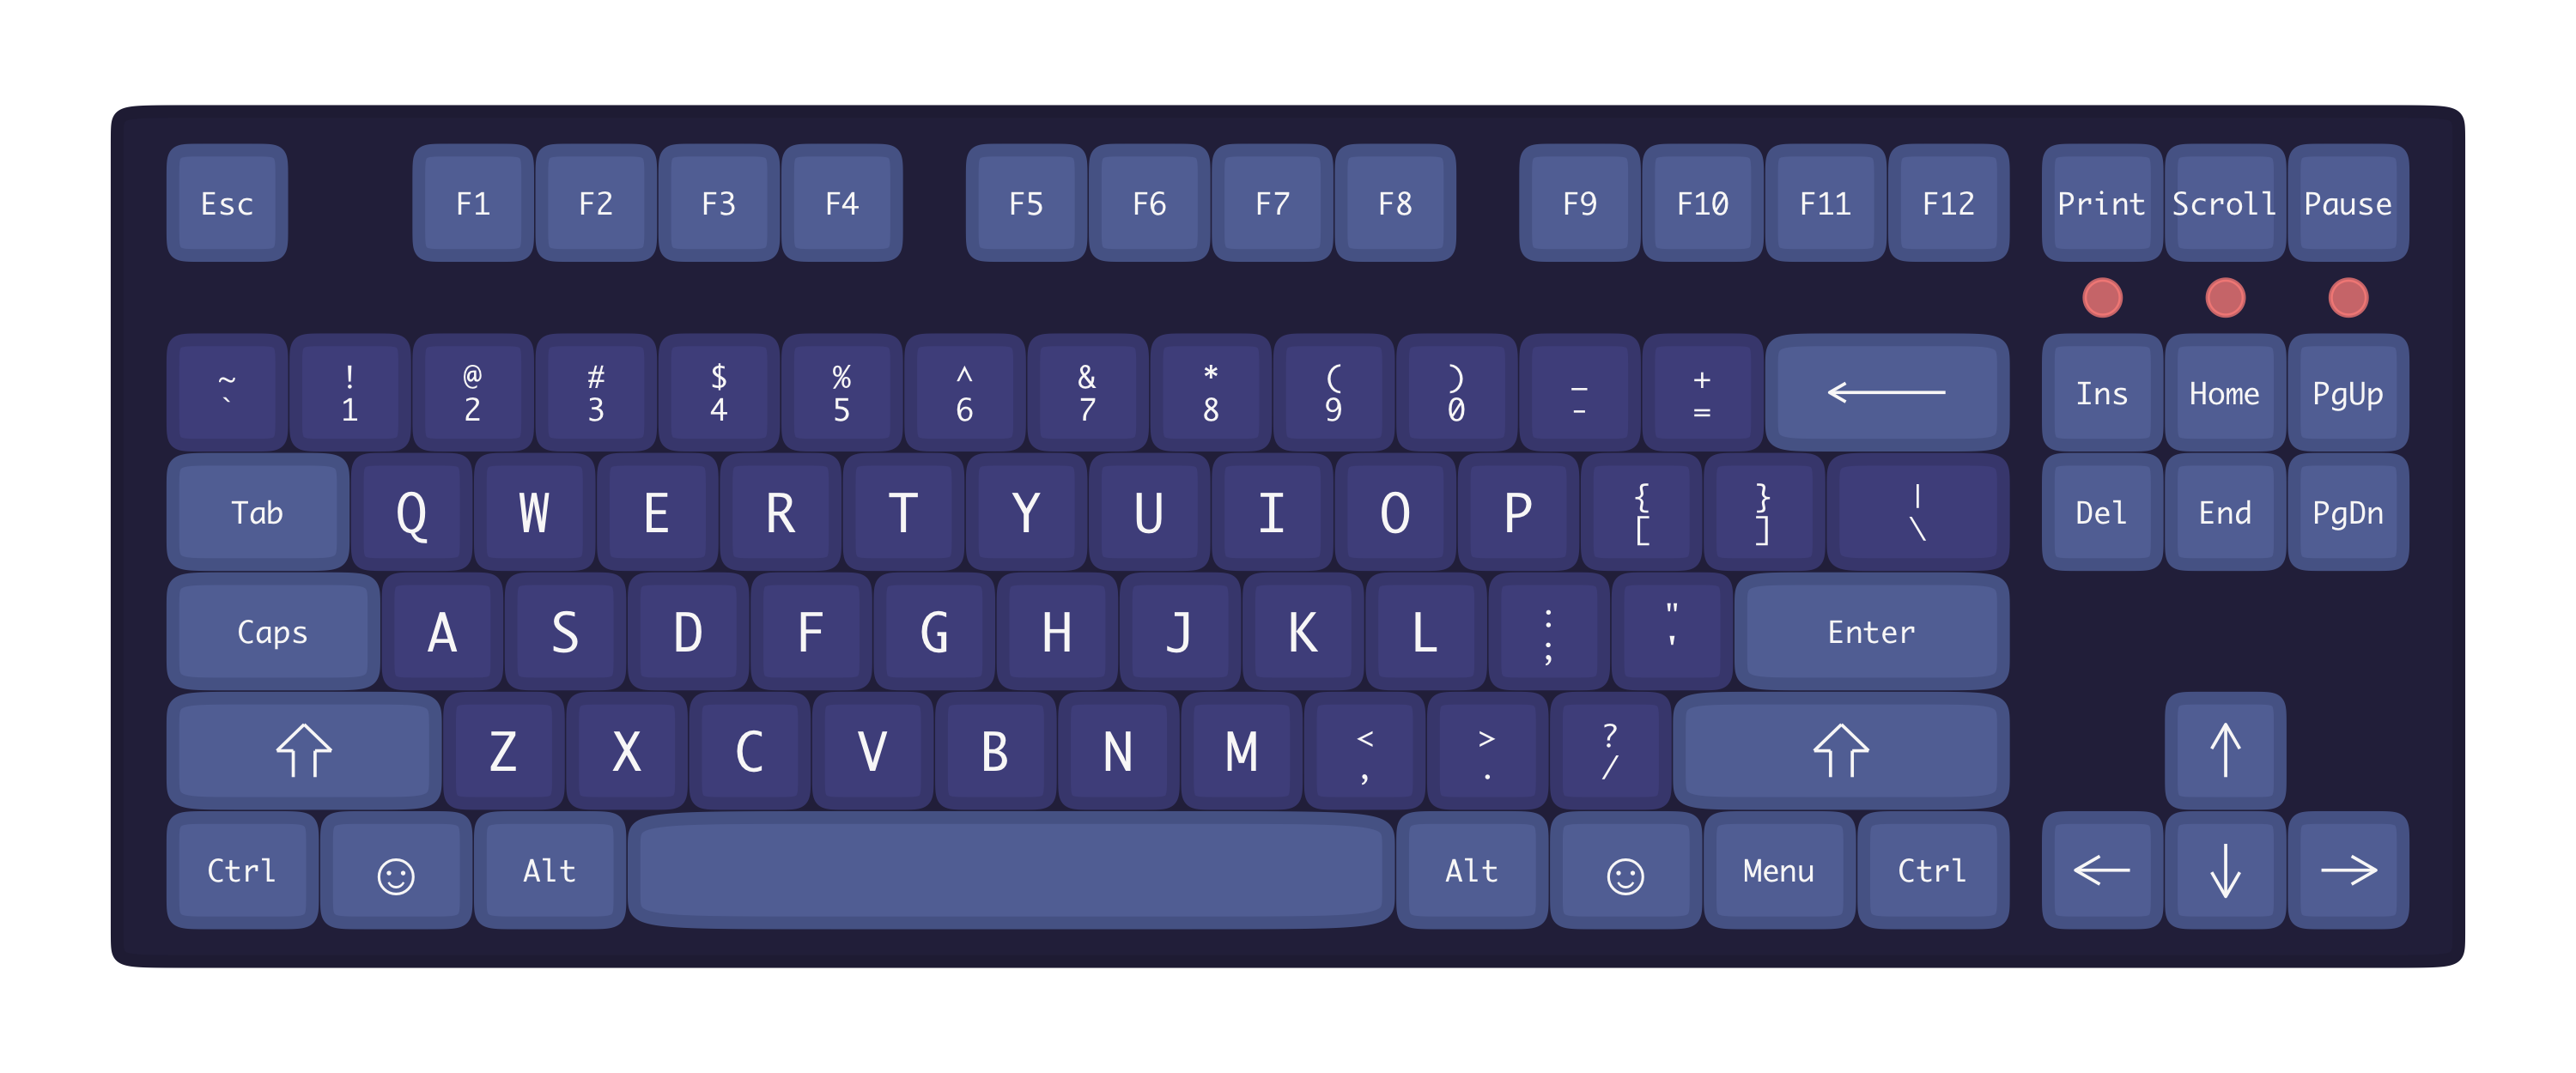 Esc F1 F2 F3 F4 F5 F6 F7 F8 F9 F10 F11 F12 Print Scroll Pause
~ ! @ # $ % ^ & * ( ) _ +
` 1 2 3 4 5 6 7 8 9 0 - = ← Ins Home PgUp
Tab Q W E R T Y U I O P { } | Del End PgDn
[ ] \
Caps A S D F G H J K L : " Enter
; '
⇧ Z X C V B N M < > ? ⇧ ↑
, . /
Ctrl ☺ Alt Alt ☺ Menu Ctrl ← ↓ →